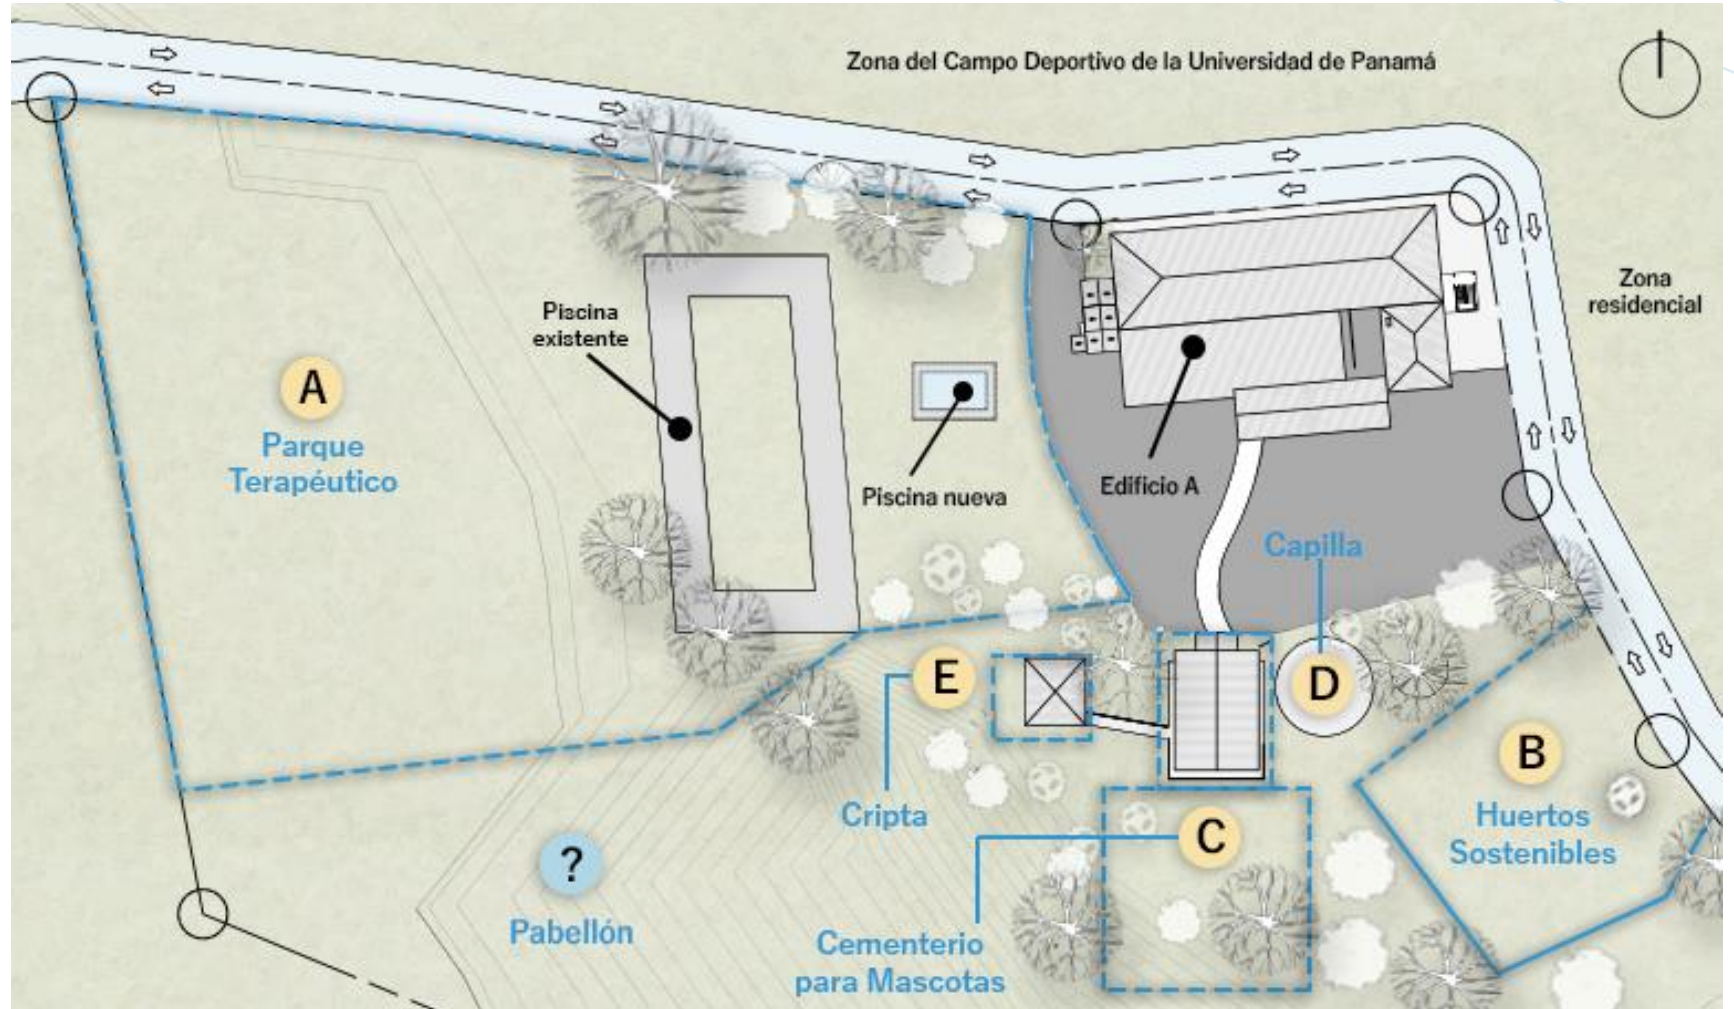 Zona del Campo Deportivo de la Universidad de Panamá
Zona
residencial
Piscina
existente
A
Parque
Terapéutico
Piscina nueva
Edificio A
Capilla
E
D
B
Cripta
C
Huertos
Sostenibles
?
Pabellón
Cementerio
para Mascotas